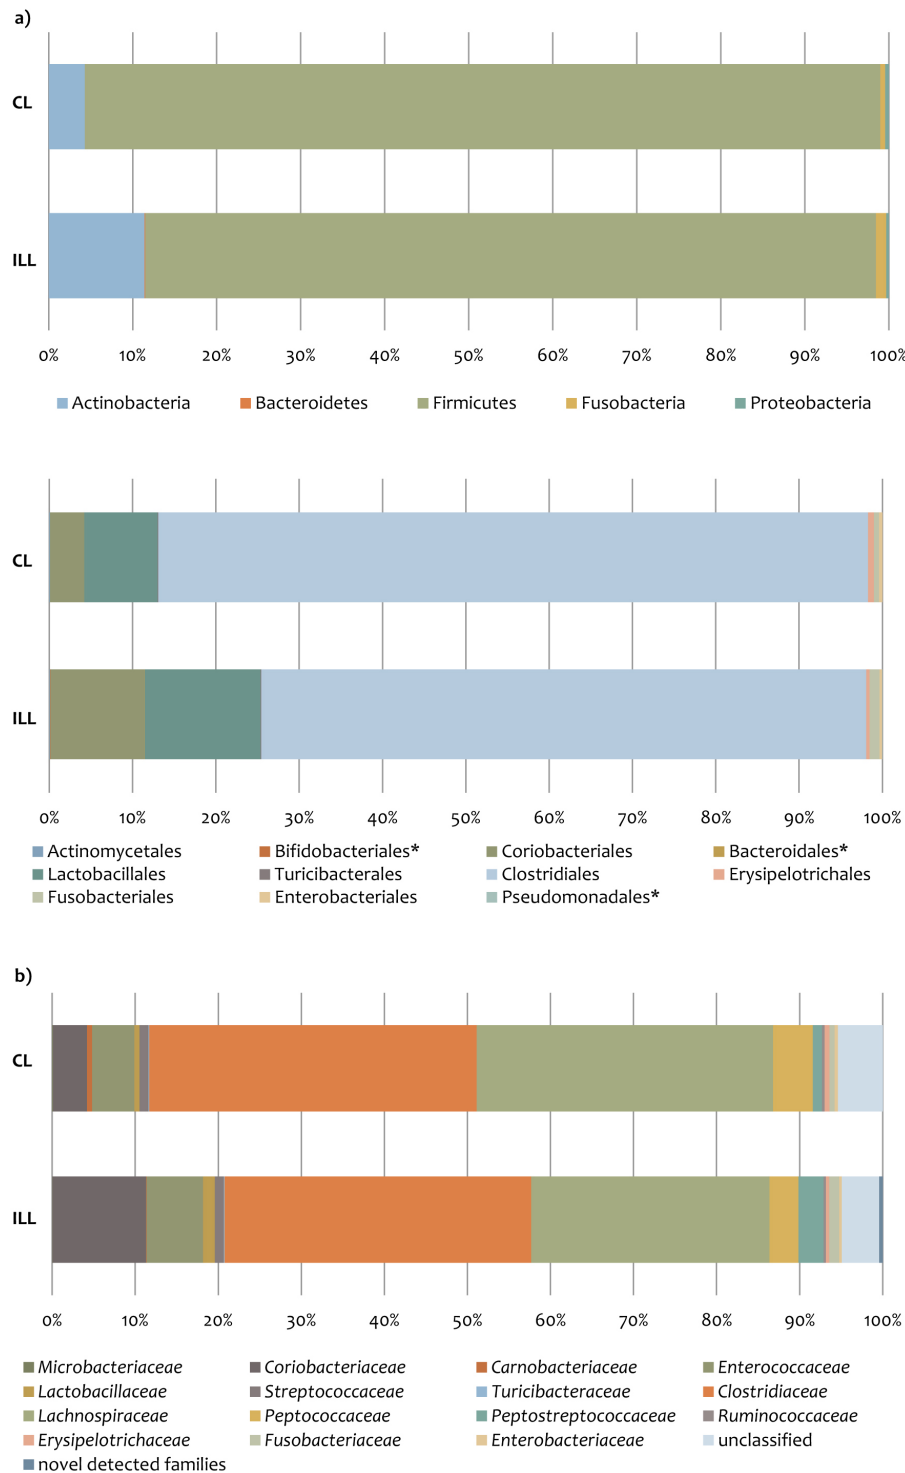 a)
CL
ILL
0% 10% 20% 30% 40% 50% 60% 70% 80% 90% 100%
Actinobacteria Bacteroidetes Firmicutes Fusobacteria Proteobacteria
CL
ILL
0% 10% 20% 30% 40% 50% 60% 70% 80% 90% 100%
Actinomycetales Bifidobacteriales* Coriobacteriales Bacteroidales*
Lactobacillales Turicibacterales Clostridiales Erysipelotrichales
Fusobacteriales Enterobacteriales Pseudomonadales*
b)
CL
ILL
0% 10% 20% 30% 40% 50% 60% 70% 80% 90% 100%
Microbacteriaceae Coriobacteriaceae Carnobacteriaceae Enterococcaceae
Lactobacillaceae Streptococcaceae Turicibacteraceae Clostridiaceae
Lachnospiraceae Peptococcaceae Peptostreptococcaceae Ruminococcaceae
Erysipelotrichaceae Fusobacteriaceae Enterobacteriaceae unclassified
novel detected families